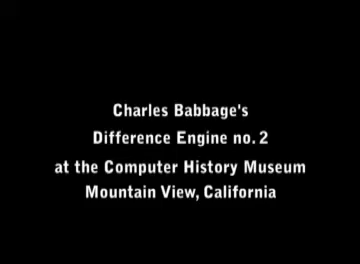 Charles Babbage's
Difference Engine no. 2
at the Computer History Museum
Mountain View, California